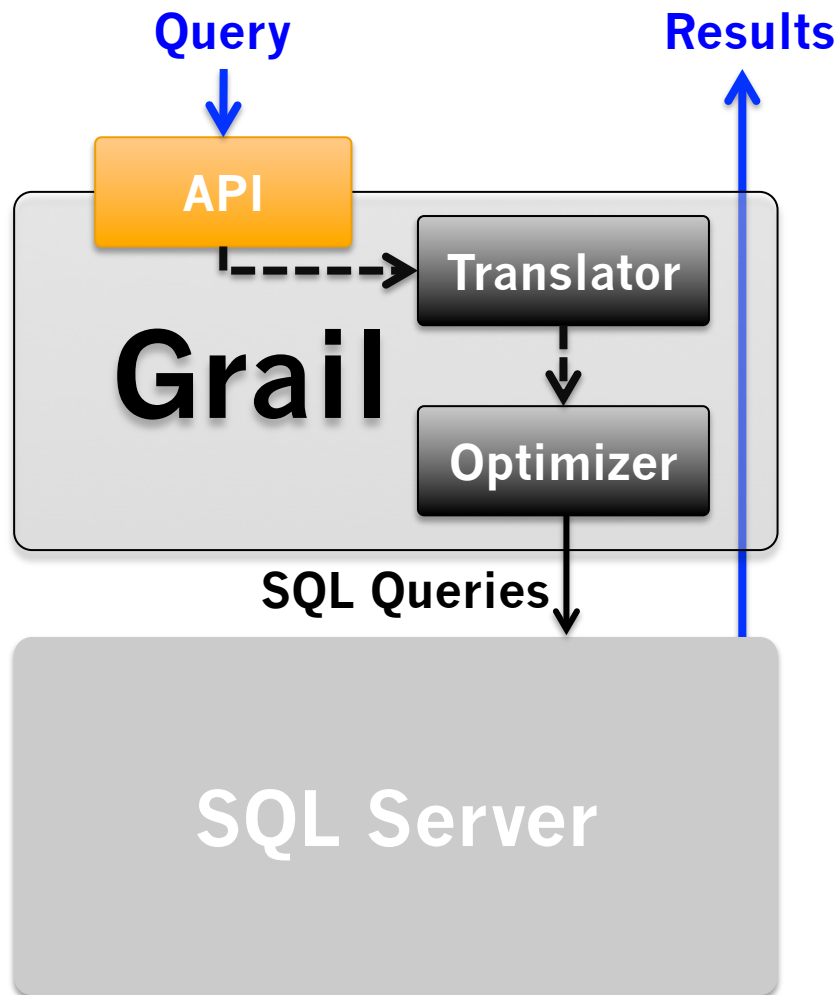 Query
Results
API
Translator
Grail
Optimizer
SQL Queries
SQL Server